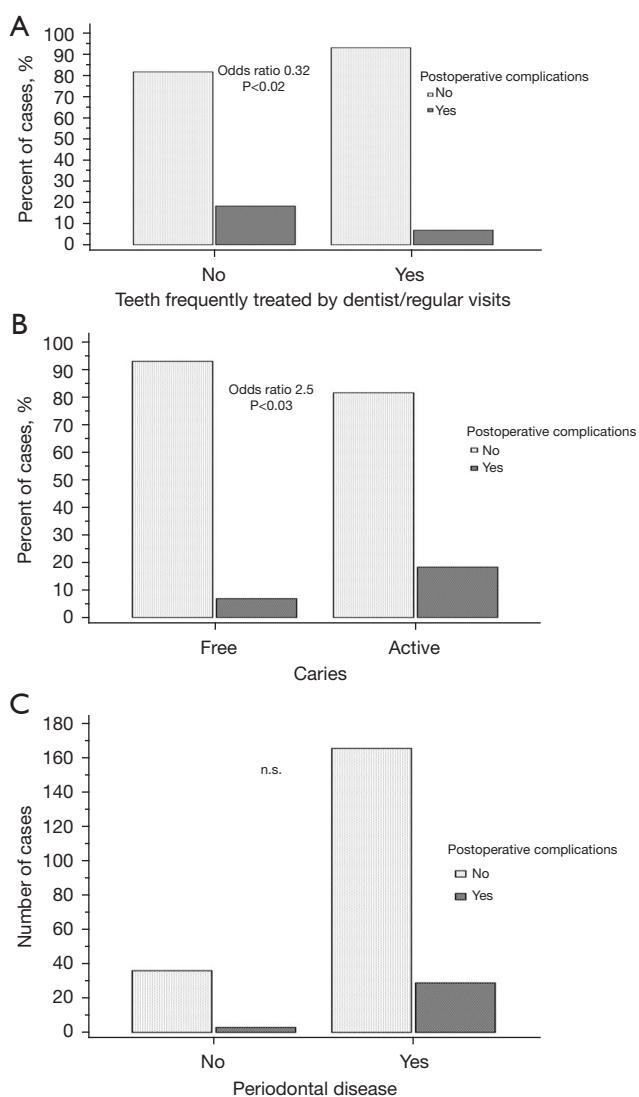 A
Percent of cases, %
100
90
80
70
60
50
40
30
20
10
0
Odds ratio 0.32
P<0.02
Postoperative complications
No
Yes
No Yes
Teeth frequently treated by dentist/regular visits
B
Percent of cases, %
100
90
80
70
60
50
40
30
20
10
0
Odds ratio 2.5
P<0.03
Postoperative complications
No
Yes
Free Active
Caries
C
Number of cases
180
160
140
120
100
80
60
40
20
0
n.s.
Postoperative complications
No
Yes
No Yes
Periodontal disease